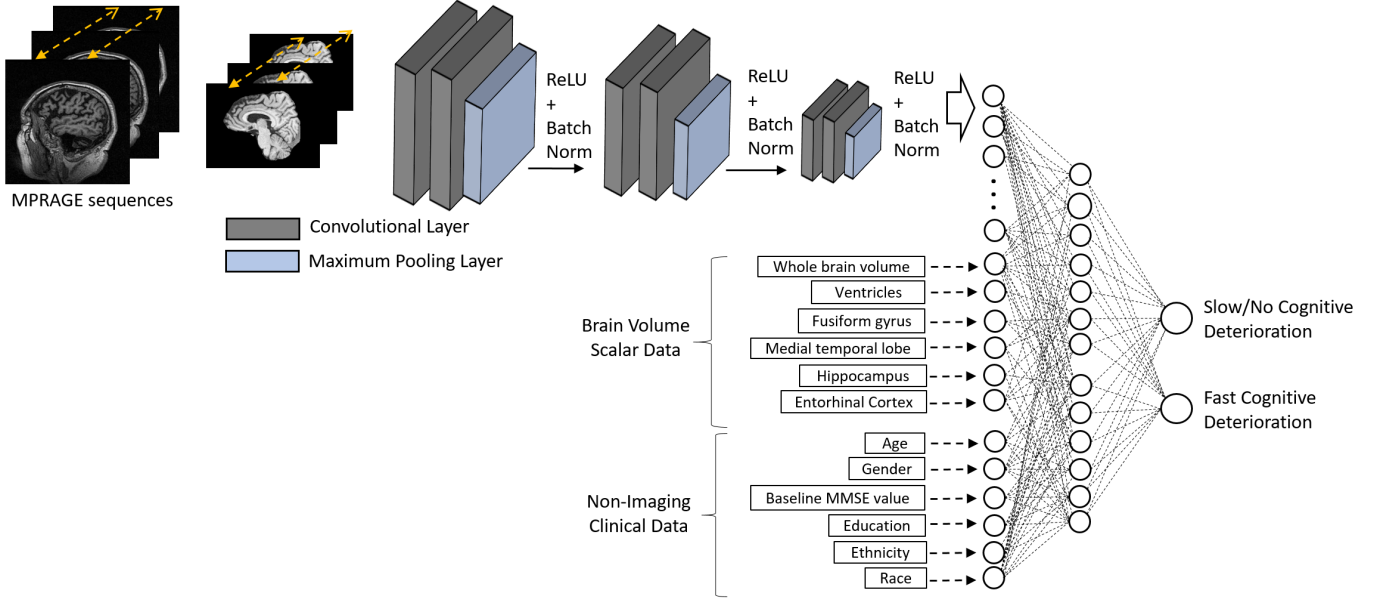 MPRAGE sequences
ReLU
+
Batch
Norm
ReLU
+
Batch
Norm
ReLU
+
Batch
Norm
Convolutional Layer
Maximum Pooling Layer
Brain Volume
Scalar Data
Whole brain volume
Ventricles
Fusiform gyrus
Medial temporal lobe
Hippocampus
Entorhinal Cortex
Non-Imaging
Clinical Data
Age
Gender
Baseline MMSE value
Education
Ethnicity
Race
Slow/No Cognitive
Deterioration
Fast Cognitive
Deterioration